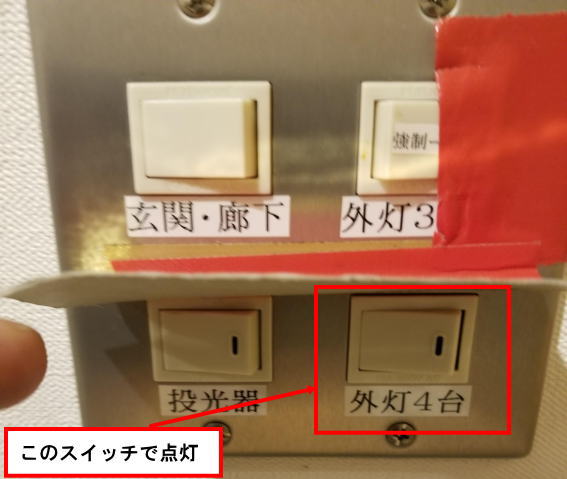 強制
玄関・廊下
外灯3
投光器
外灯4台
このスイッチで点灯